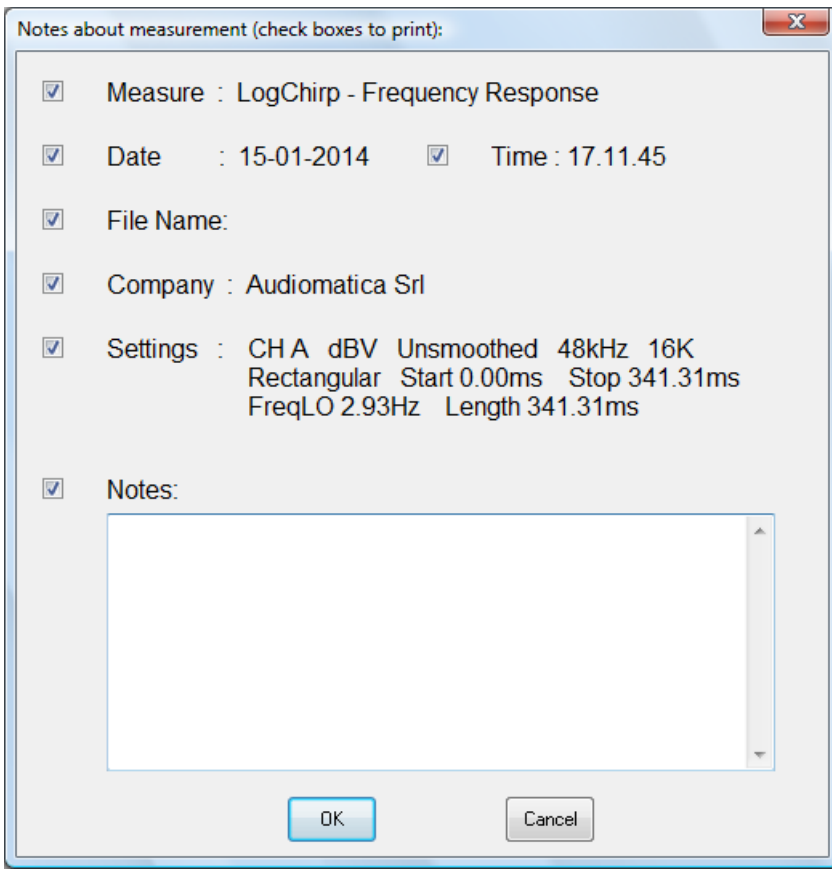 Notes about measurement (check boxes to print):
Measure : LogChirp - Frequency Response
Date : 15-01-2014 Time : 17.11.45
File Name:
Company : Audiomatica Srl
Settings : CH A dBV Unsmoothed 48kHz 16K
Rectangular Start 0.00ms Stop 341.31ms
FreqLO 2.93Hz Length 341.31ms
Notes:
OK Cancel